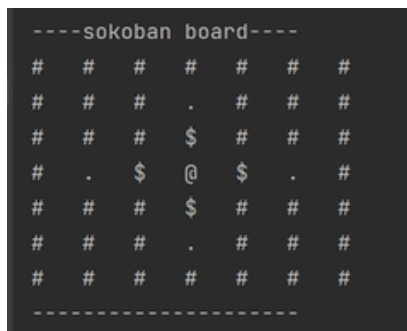 ----sokoban board----
# # # # # # #
# # # . # # #
# # # $ # # #
# . $ @ $ . #
# # # $ # # #
# # # . # # #
# # # # # # #
---------------------